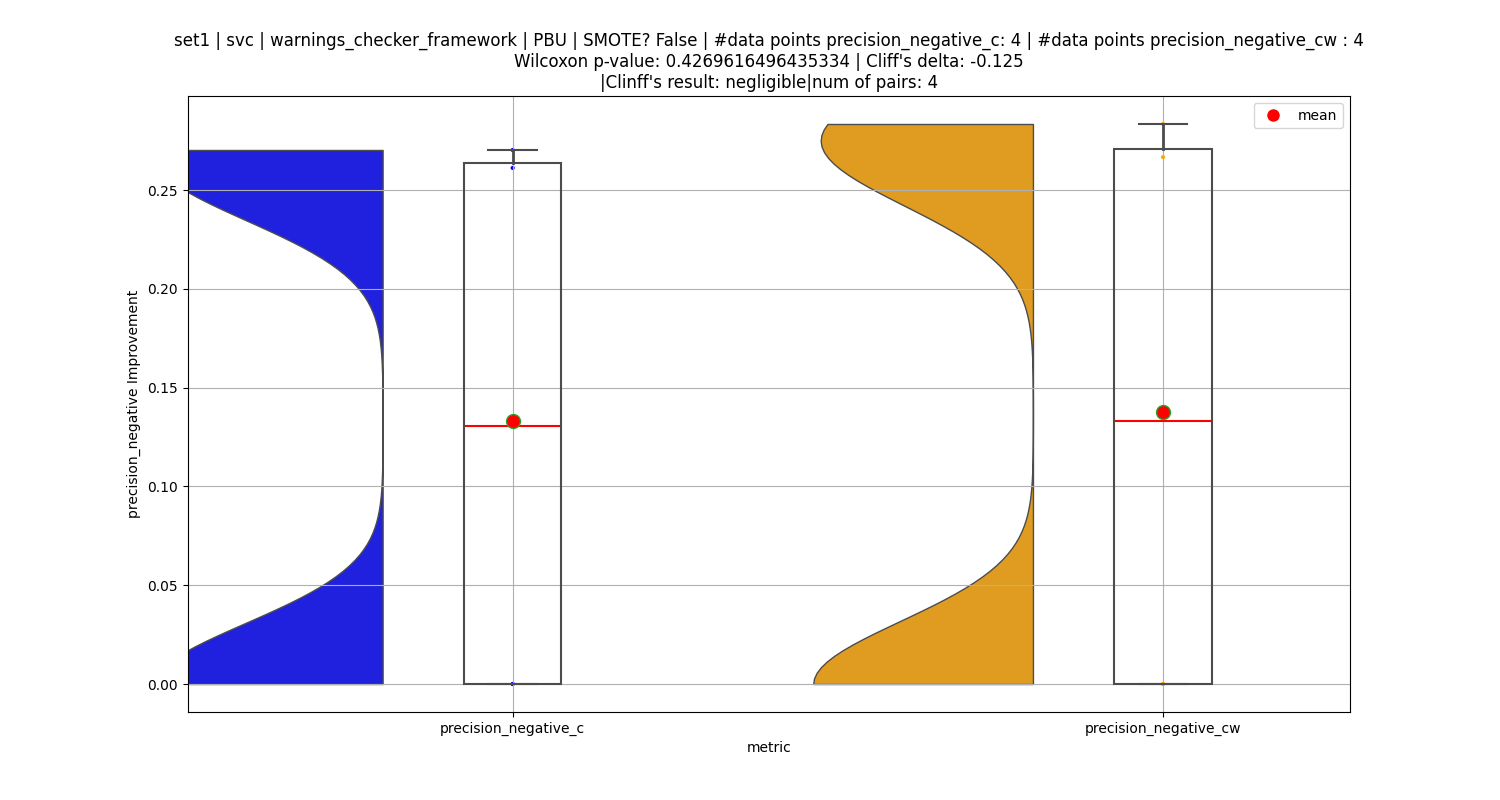 set1 | svc | warnings_checker_framework | PBU | SMOTE? False | #data points precision_negative_c: 4 | #data points precision_negative_cw : 4
Wilcoxon p-value: 0.4269616496435334 | Cliff's delta: -0.125
|Clinff's result: negligible|num of pairs: 4
mean
precision_negative Improvement
0.25
0.20
0.15
0.10
0.05
0.00
precision_negative_c
precision_negative_cw
metric